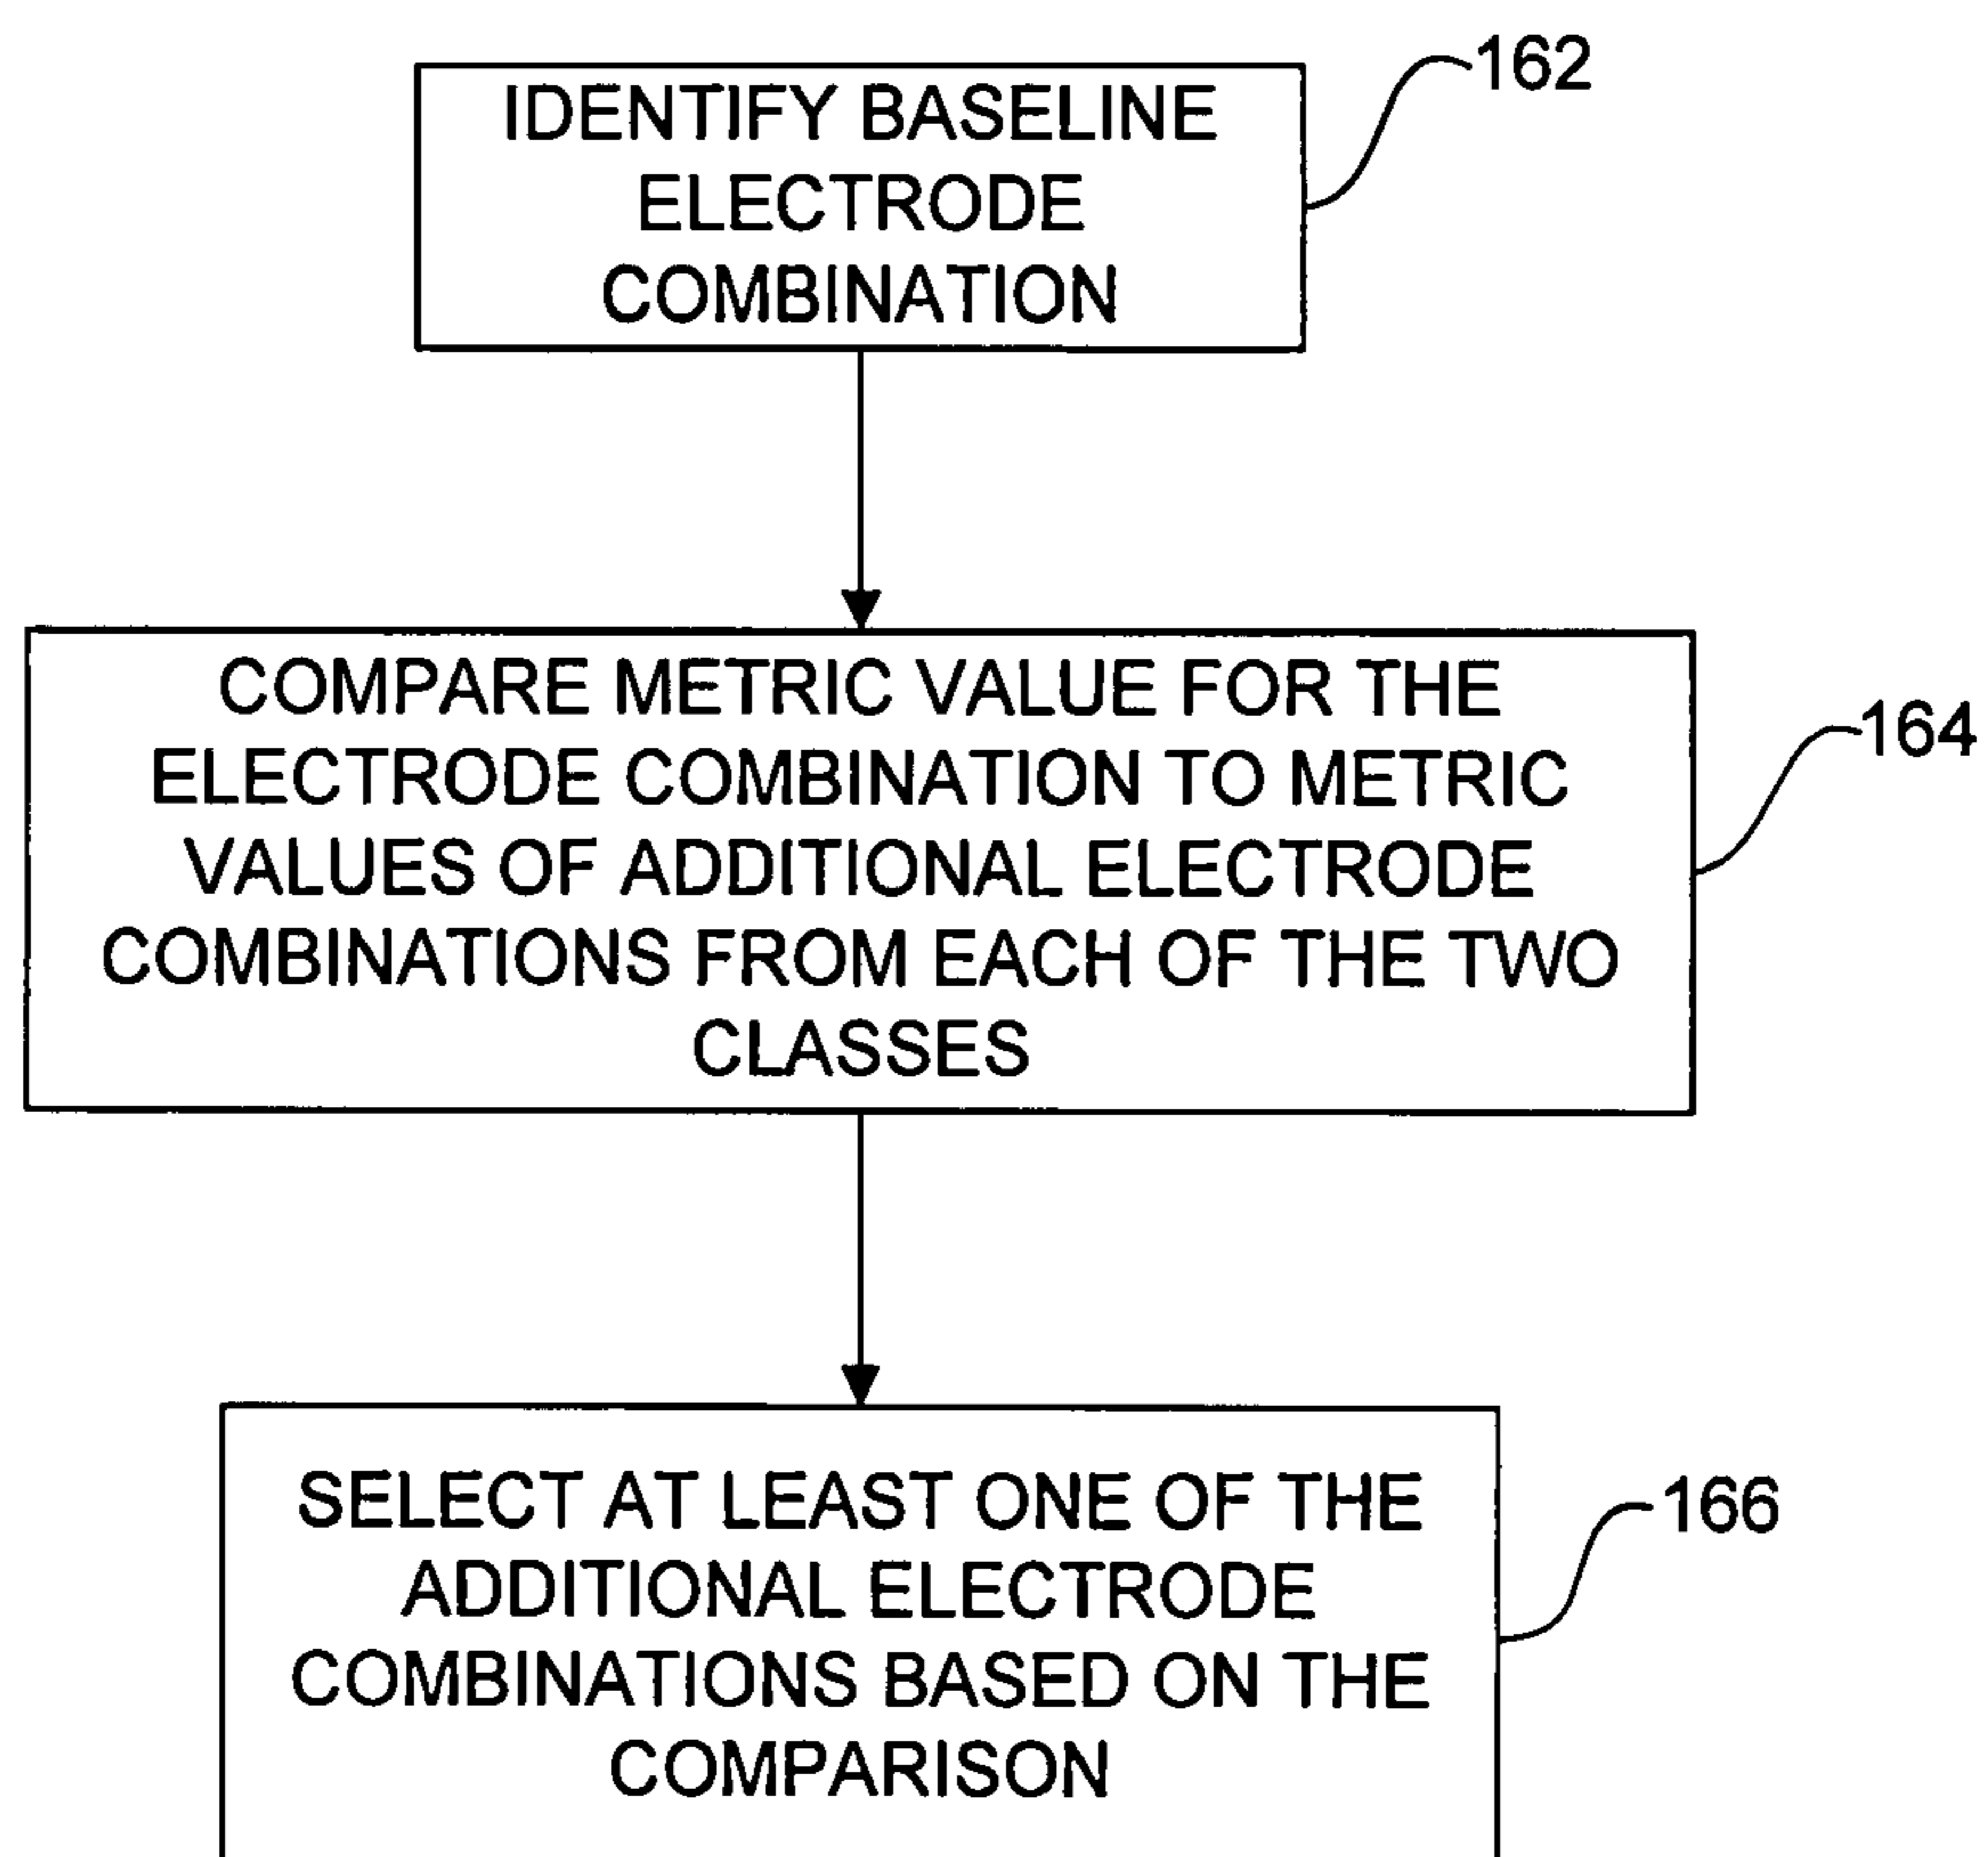 162
IDENTIFY BASELINE
ELECTRODE
COMBINATION
164
COMPARE METRIC VALUE FOR THE
ELECTRODE COMBINATION TO METRIC
VALUES OF ADDITIONAL ELECTRODE
COMBINATIONS FROM EACH OF THE TWO
CLASSES
166
SELECT AT LEAST ONE OF THE
ADDITIONAL ELECTRODE
COMBINATIONS BASED ON THE
COMPARISON